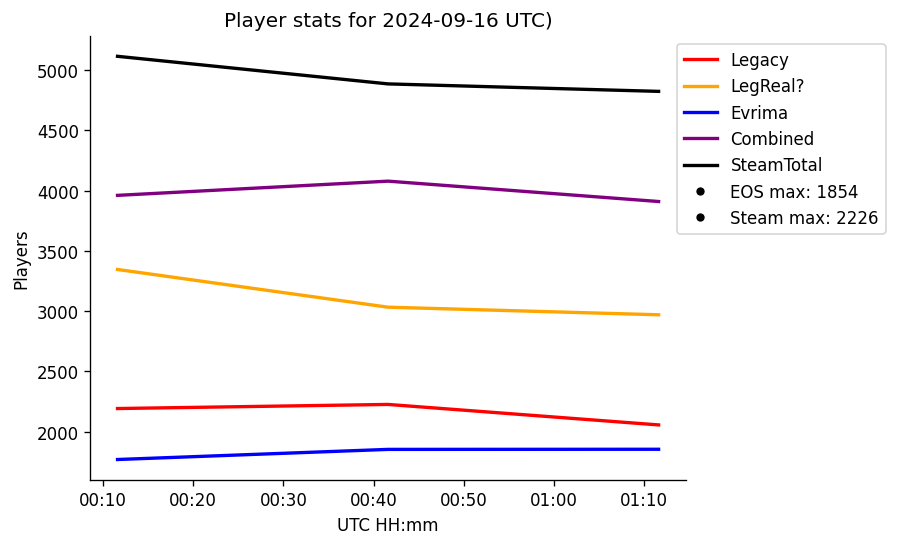 Player stats for 2024-09-16 UTC)
Players
5000
4500
4000
3500
3000
2500
2000
00:10 00:20 00:30 00:40 00:50 01:00 01:10
UTC HH:mm
Legacy
LegReal?
Evrima
Combined
SteamTotal
EOS max: 1854
Steam max: 2226